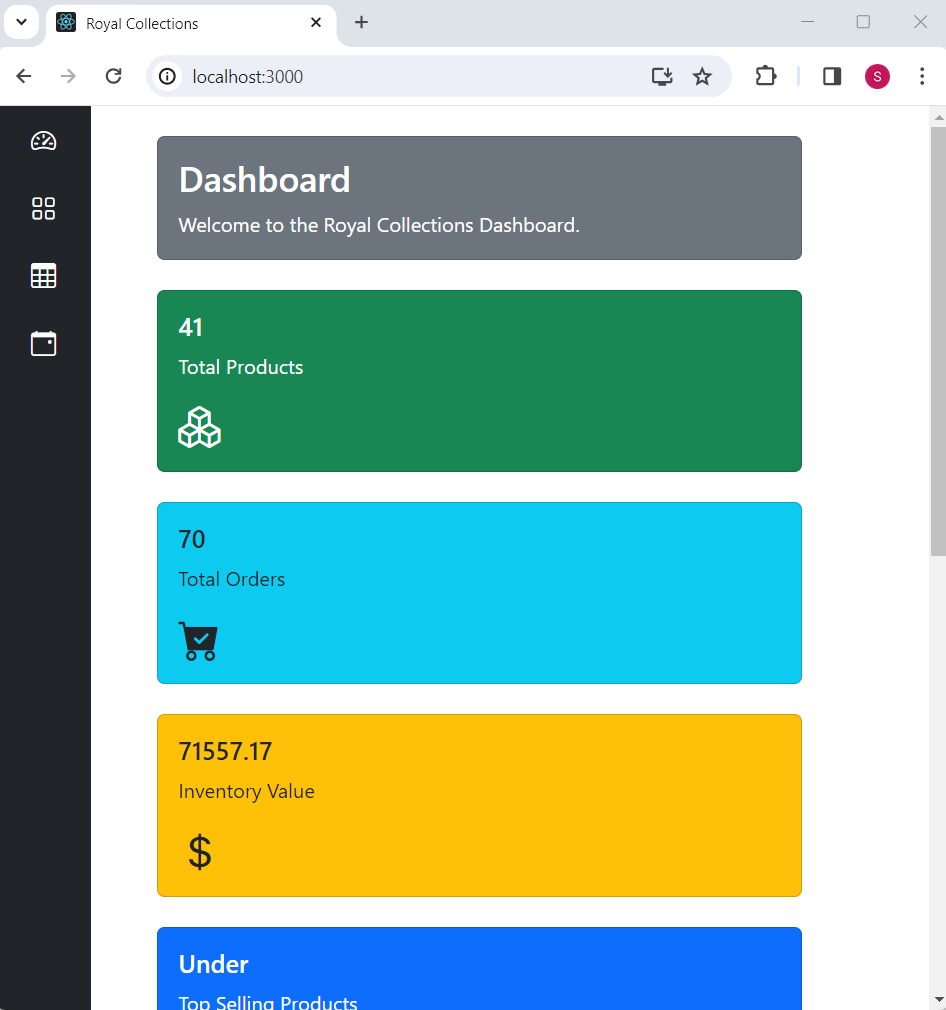 Royal Collections
localhost:3000
S
Dashboard
Welcome to the Royal Collections Dashboard.
41
Total Products
70
Total Orders
71557.17
Inventory Value
$
Under
Top Selling Products